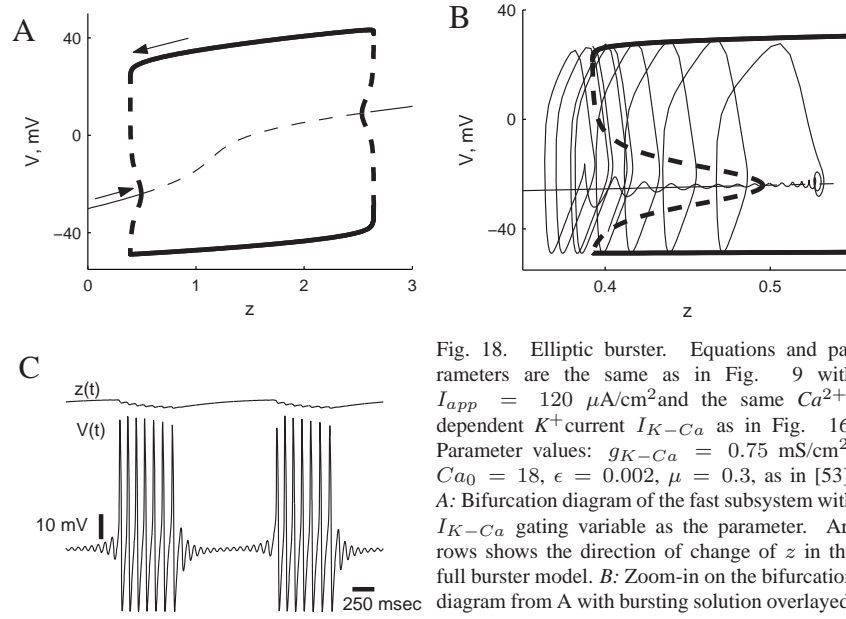 A
40
0
−40
V, mV
0
1
2
3
z
B
40
0
−40
V, mV
0.4
0.5
z
C
z(t)
V(t)
10 mV
250 msec
Fig. 18. Elliptic burster. Equations and pa
rameters are the same as in Fig. 9 with
I_app = 120 μA/cm² and the same Ca²⁺
dependent K⁺ current I_K−Ca as in Fig. 16
Parameter values: g_K−Ca = 0.75 mS/cm²
Ca₀ = 18, ϵ = 0.002, μ = 0.3, as in [53]
A: Bifurcation diagram of the fast subsystem with
I_K−Ca gating variable as the parameter. Ar
rows shows the direction of change of z in the
full burster model. B: Zoom-in on the bifurcation
diagram from A with bursting solution overlayed